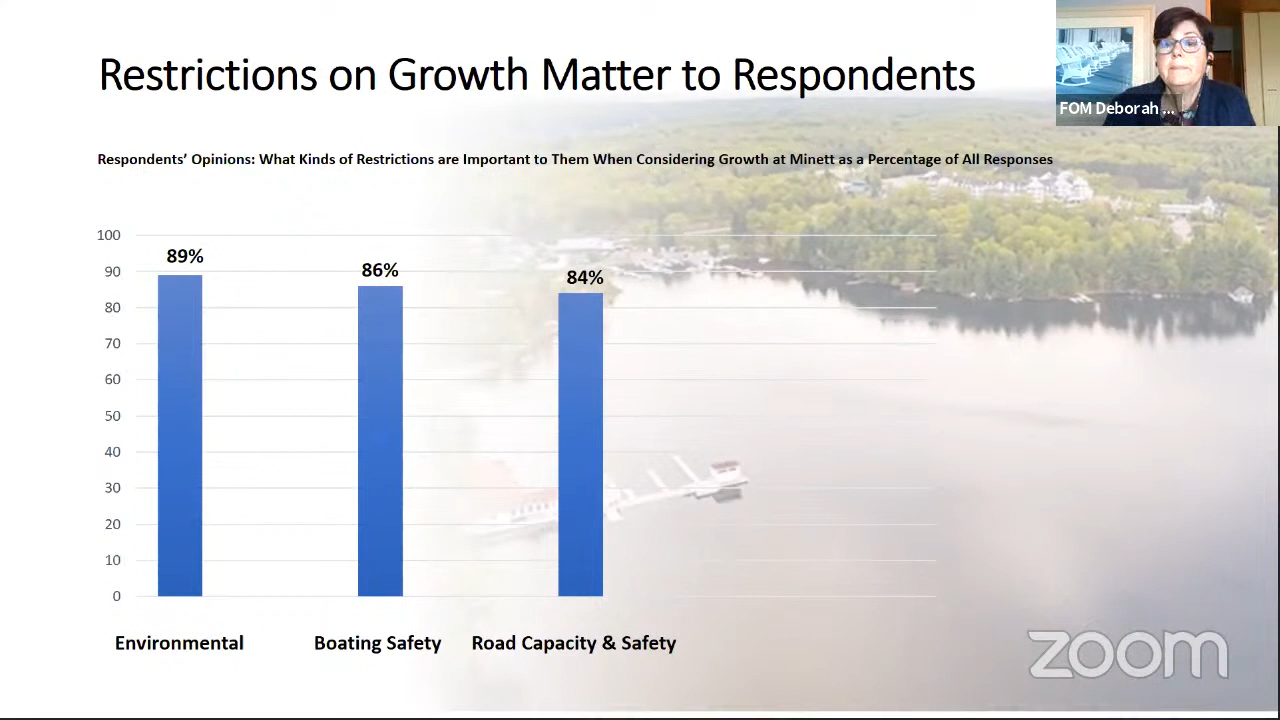 Restrictions on Growth Matter to Respondents
FOM Deborah ...
Respondents’ Opinions: What Kinds of Restrictions are Important to Them When Considering Growth at Minett as a Percentage of All Responses
100
90
80
70
60
50
40
30
20
10
0
89%
86%
84%
Environmental
Boating Safety
Road Capacity & Safety
zoom